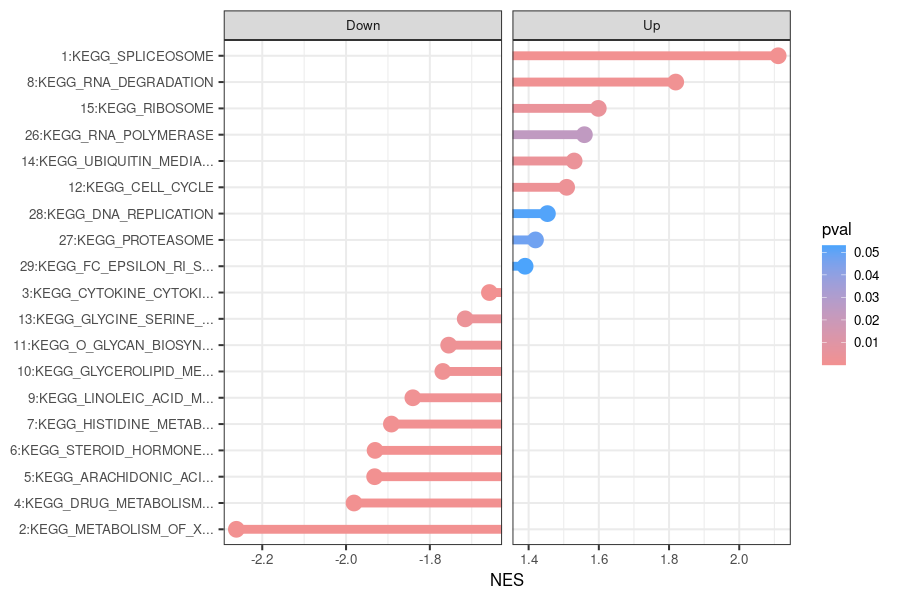 Down
Up
1:KEGG_SPLICEOSOME
8:KEGG_RNA_DEGRADATION
15:KEGG_RIBOSOME
26:KEGG_RNA_POLYMERASE
14:KEGG_UBIQUITIN_MEDIA...
12:KEGG_CELL_CYCLE
28:KEGG_DNA_REPLICATION
27:KEGG_PROTEASOME
29:KEGG_FC_EPSILON_RI_S...
3:KEGG_CYTOKINE_CYTOKI...
13:KEGG_GLYCINE_SERINE_...
11:KEGG_O_GLYCAN_BIOSYN...
10:KEGG_GLYCEROLIPID_ME...
9:KEGG_LINOLEIC_ACID_M...
7:KEGG_HISTIDINE_METAB...
6:KEGG_STEROID_HORMONE...
5:KEGG_ARACHIDONIC_ACI...
4:KEGG_DRUG_METABOLISM...
2:KEGG_METABOLISM_OF_X...
-2.2 -2.0 -1.8
1.4 1.6 1.8 2.0
NES
pval
0.05
0.04
0.03
0.02
0.01